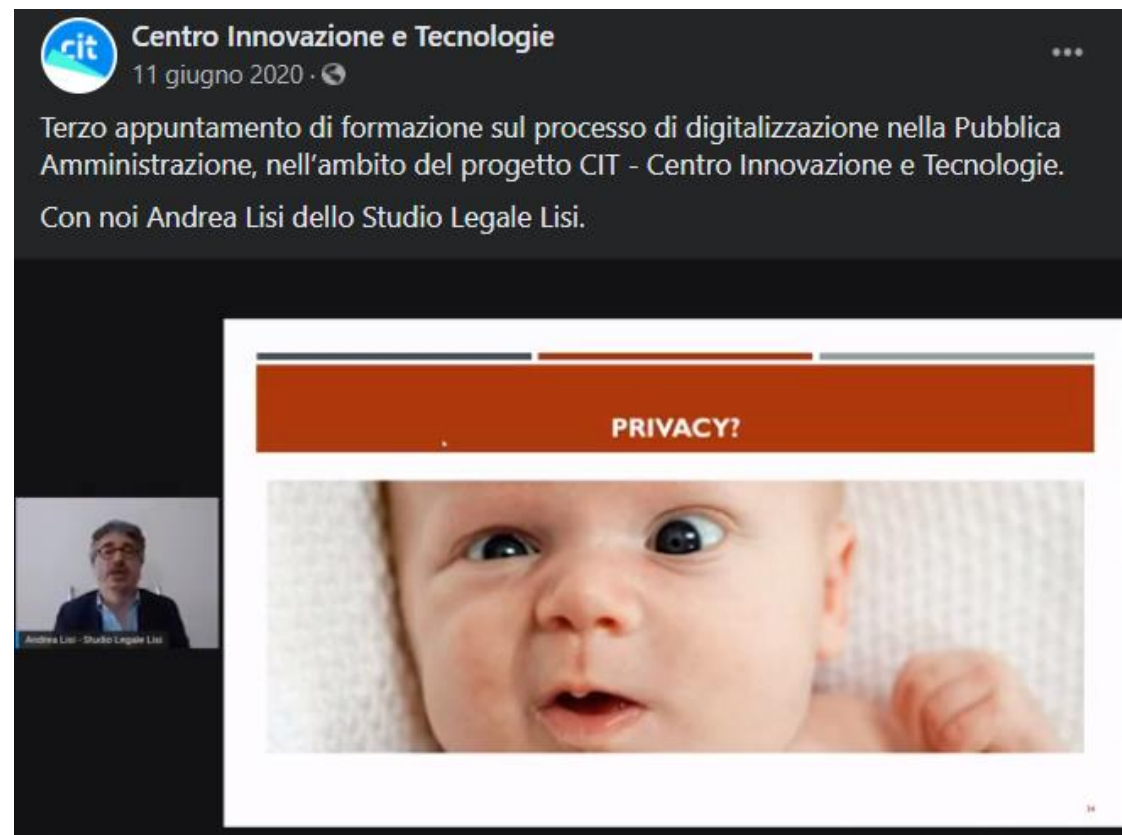 cit
Centro Innovazione e Tecnologie
11 giugno 2020 ·
Terzo appuntamento di formazione sul processo di digitalizzazione nella Pubblica
Amministrazione, nell'ambito del progetto CIT - Centro Innovazione e Tecnologie.
Con noi Andrea Lisi dello Studio Legale Lisi.
PRIVACY?
Andrea Lisi - Studio Legale Lisi